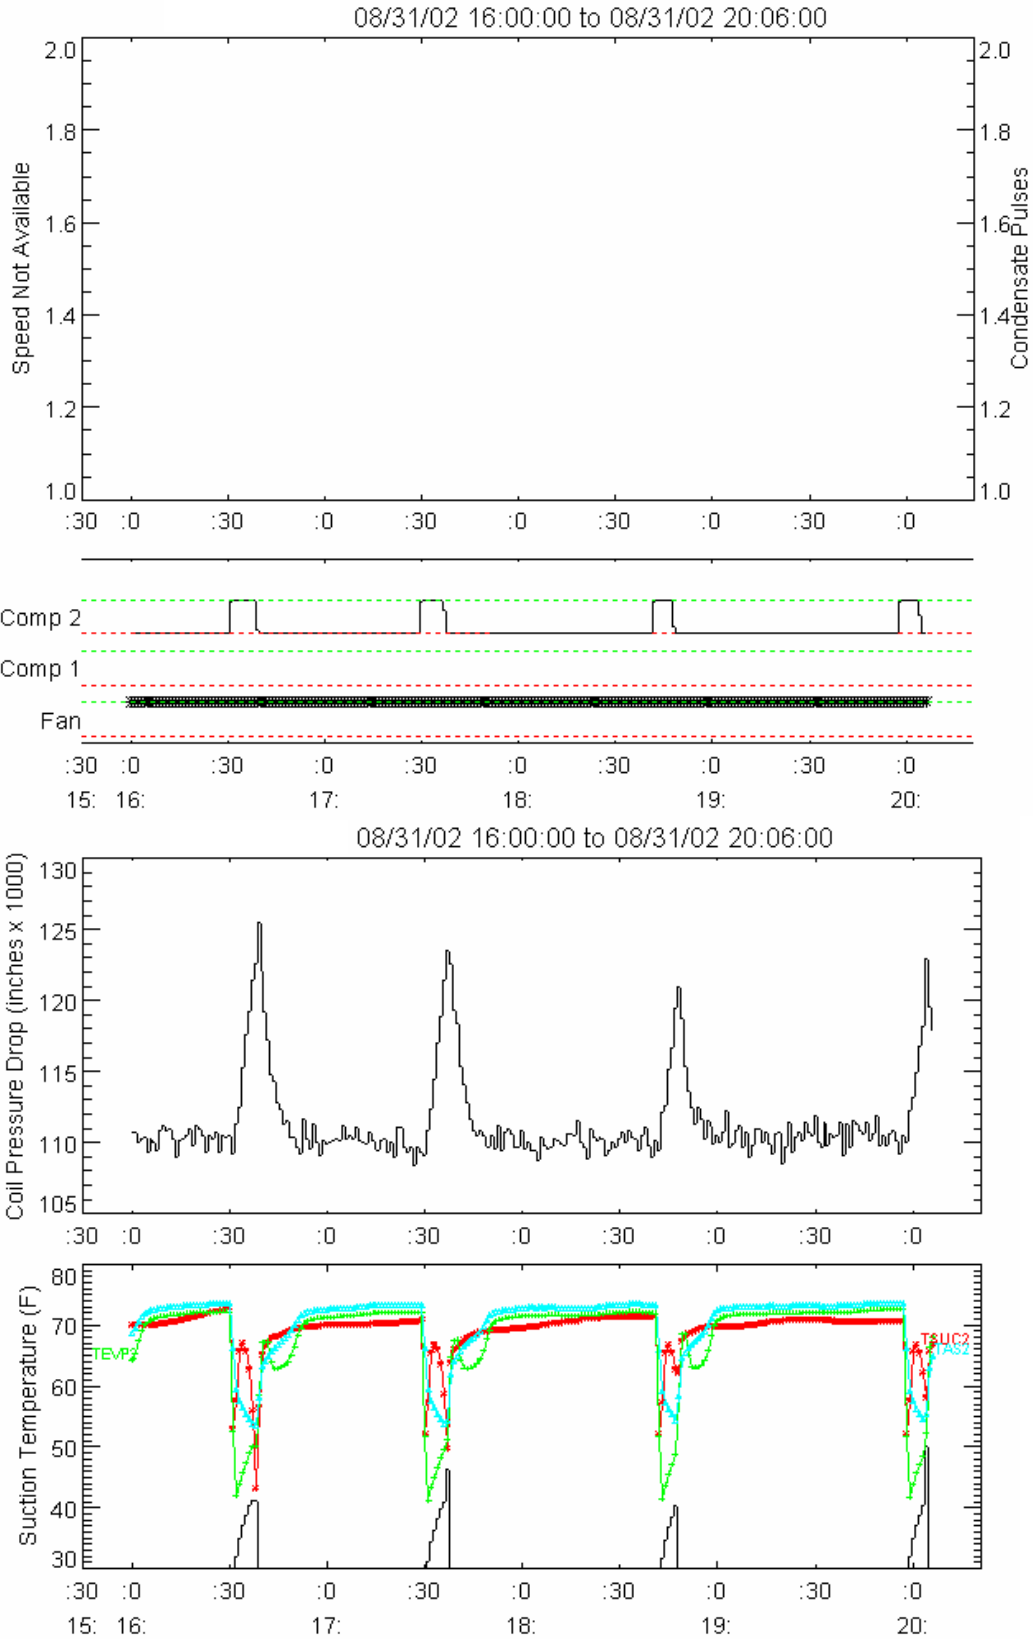 08/31/02 16:00:00 to 08/31/02 20:06:00
2.0 2.0
1.8 1.8
1.6 1.6
1.4 1.4
1.2 1.2
1.0 1.0
Speed Not Available
Condensate Pulses
:30 :0 :30 :0 :30 :0 :30 :0 :30
Comp 2
Comp 1
Fan
:30 :0 :30 :0 :30 :0 :30 :0 :0
15: 16: 17: 18: 19: 20:
08/31/02 16:00:00 to 08/31/02 20:06:00
Coil Pressure Drop (inches x 1000)
130
125
120
115
110
105
:30 :0 :30 :0 :30 :0 :30 :0 :0
Suction Temperature (F)
80
70
60
50
40
30
TEVP2
TSUC2
TAS2
:30 :0 :30 :0 :30 :0 :30 :0 :0
15: 16: 17: 18: 19: 20: